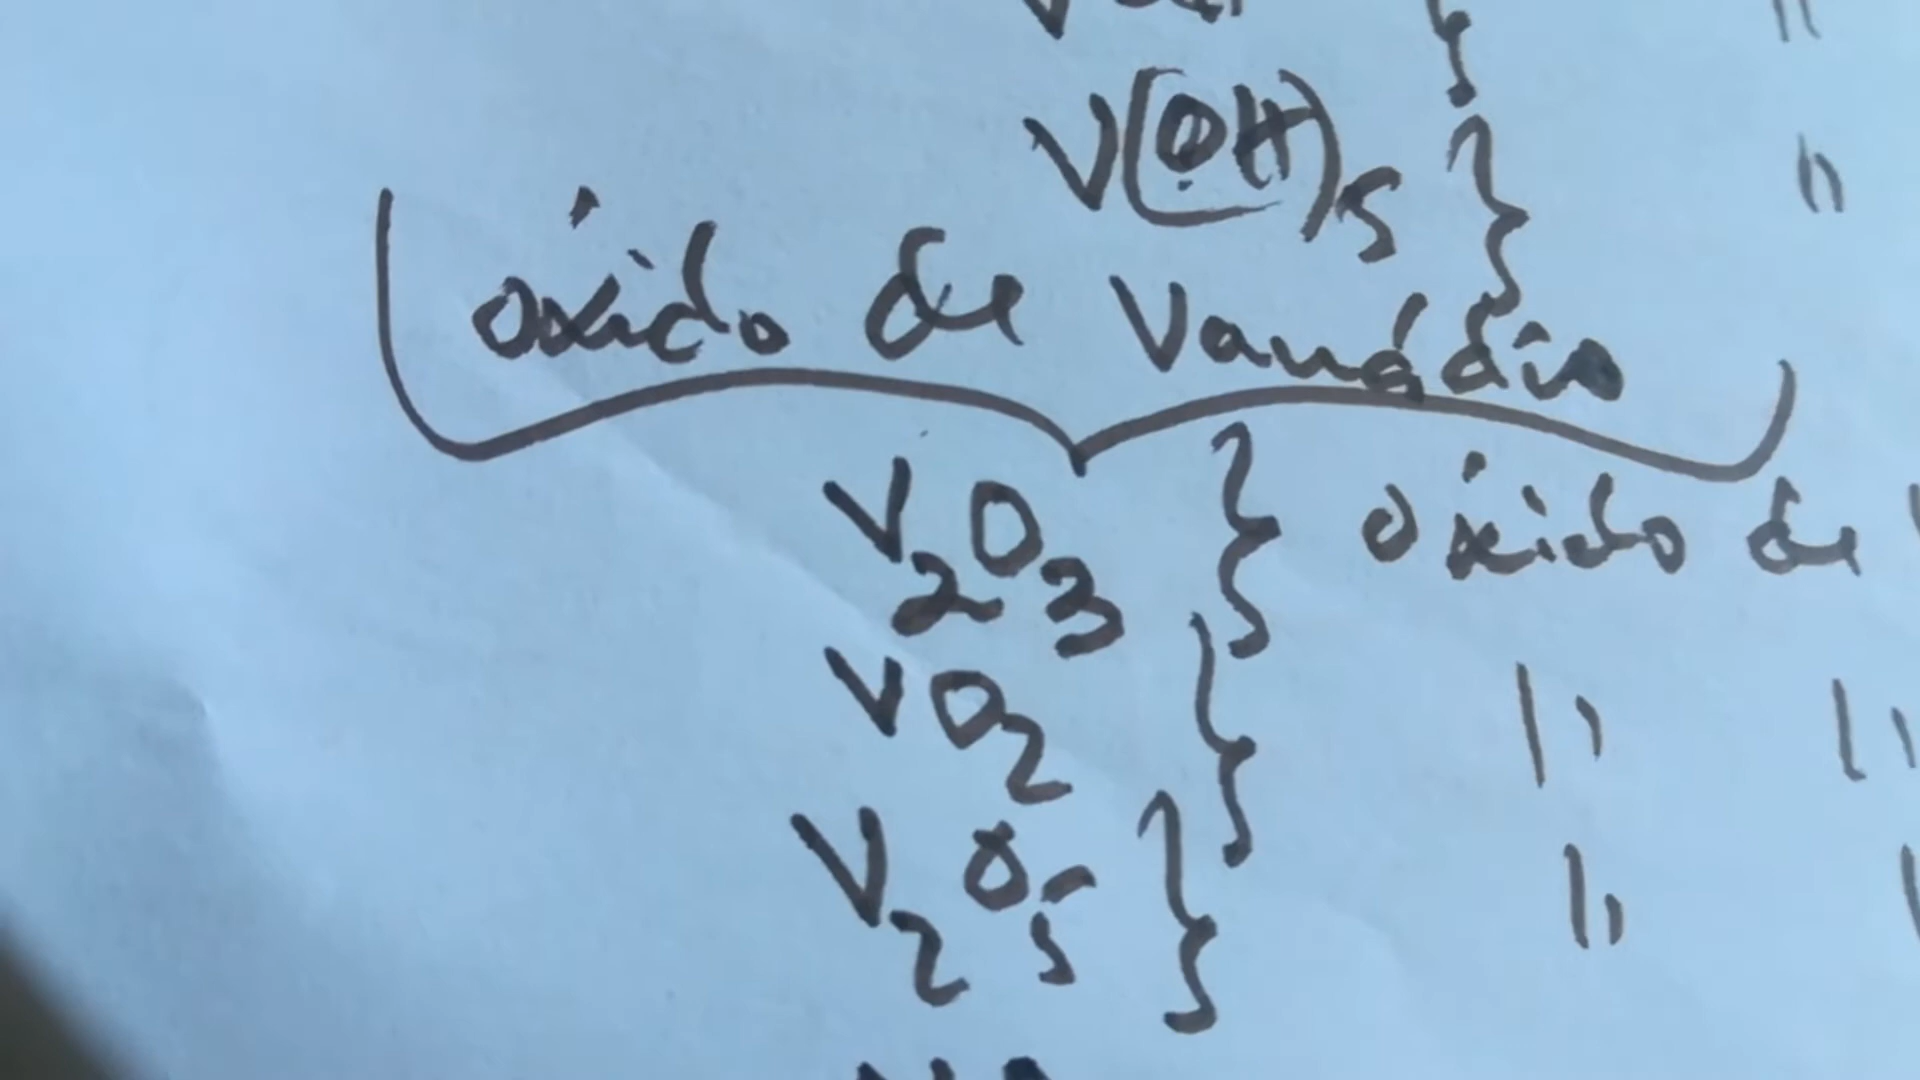 V(OH)5 } "
óxido de Vanádio
V2O3 } óxido de
VO2 } " "
V2O5 } "